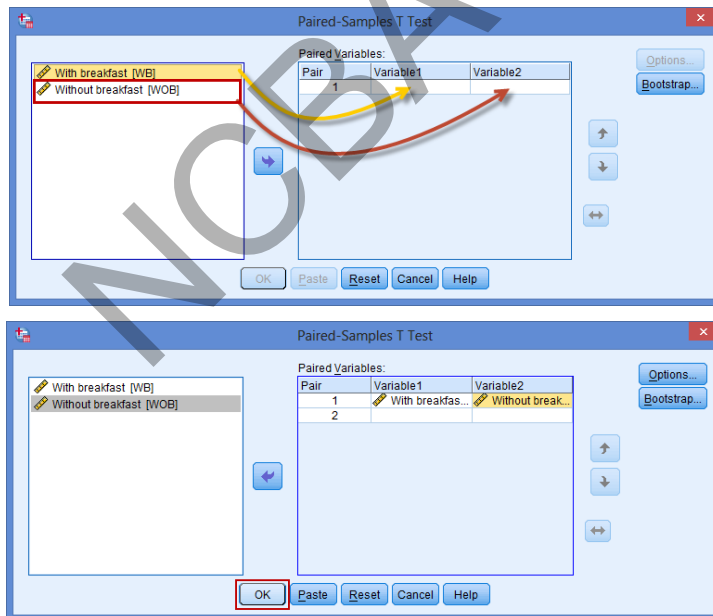 Paired-Samples T Test
Paired Variables:
With breakfast [WB]
Without breakfast [WOB]
Pair Variable1 Variable2
1
Options...
Bootstrap...
OK Paste Reset Cancel Help
NCBA
Paired-Samples T Test
Paired Variables:
With breakfast [WB]
Without breakfast [WOB]
Pair Variable1 Variable2
1 With breakfas... Without break...
2
Options...
Bootstrap...
OK Paste Reset Cancel Help